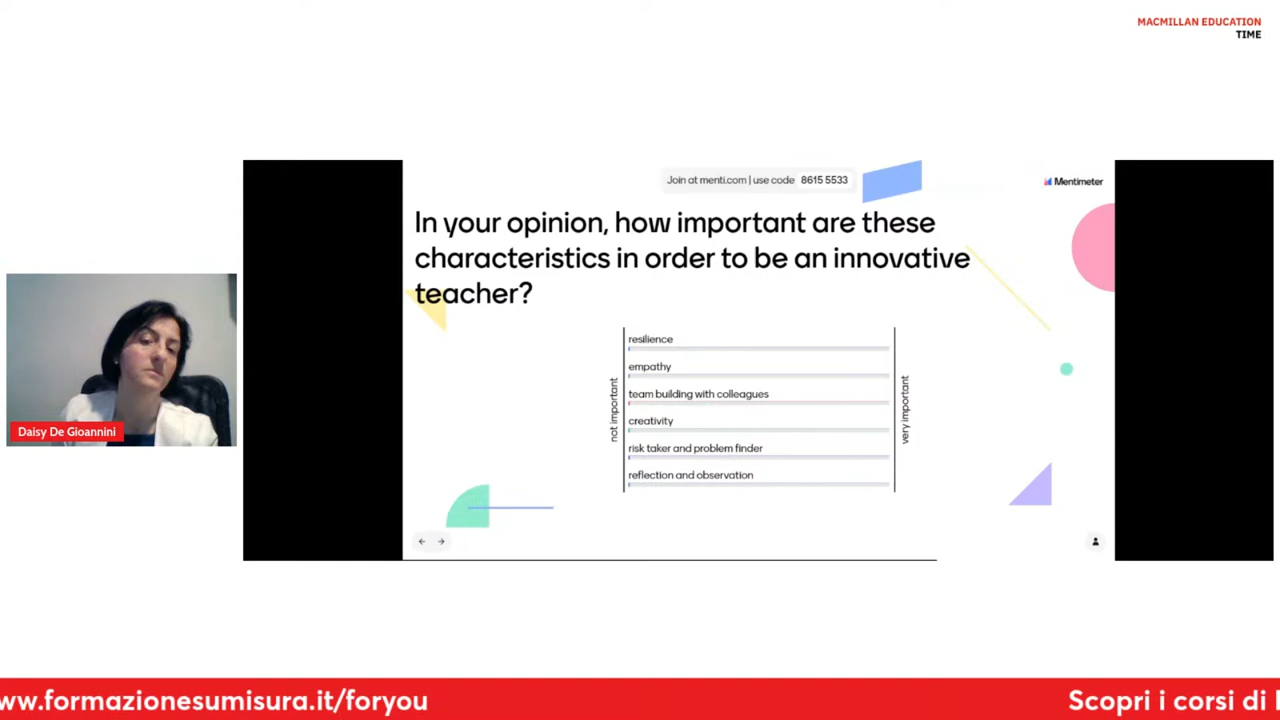 MACMILLAN EDUCATION
TIME
Join at menti.com | use code 8615 5533
Mentimeter
In your opinion, how important are these
characteristics in order to be an innovative
teacher?
not important
resilience
empathy
team building with colleagues
creativity
risk taker and problem finder
reflection and observation
very important
Daisy De Gioannini
ww.formazionesumisura.it/foryou
Scopri i corsi di